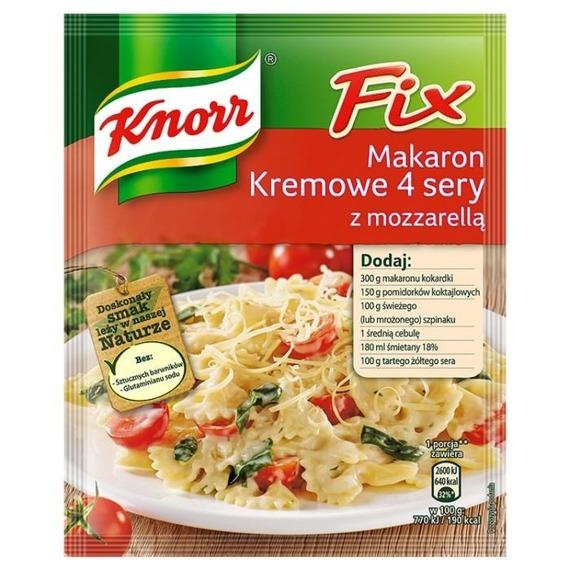 Knorr
®
Fix
Makaron
Kremowe 4 sery
z mozzarellą
Dodaj:
300 g makaronu kokardki
150 g pomidorków koktajlowych
100 g świeżego
(lub mrożonego) szpinaku
1 średnią cebulę
180 ml śmietany 18%
100 g tartego żółtego sera
Doskonały
smak
leży w naszej
Naturze
Bez:
- Sztucznych barwników
- Glutaminianu sodu
1 porcja**
zawiera
2600 kJ
640 kcal
32%*
w 100 g:
770 kJ / 190 kcal